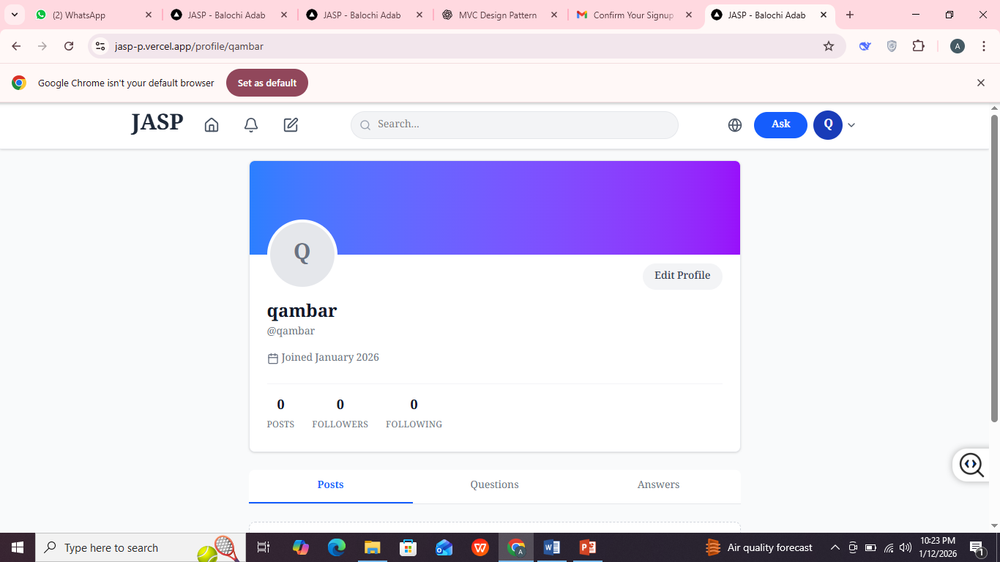 (2) WhatsApp
JASP - Balochi Adab
JASP - Balochi Adab
MVC Design Pattern
Confirm Your Signup
JASP - Balochi Adab
jasp-p.vercel.app/profile/qambar
A
Google Chrome isn't your default browser
Set as default
JASP
Search...
Ask
Q
Q
Edit Profile
qambar
@qambar
Joined January 2026
0 0 0
POSTS FOLLOWERS FOLLOWING
Posts Questions Answers
Type here to search
Air quality forecast
10:23 PM
1/12/2026
1